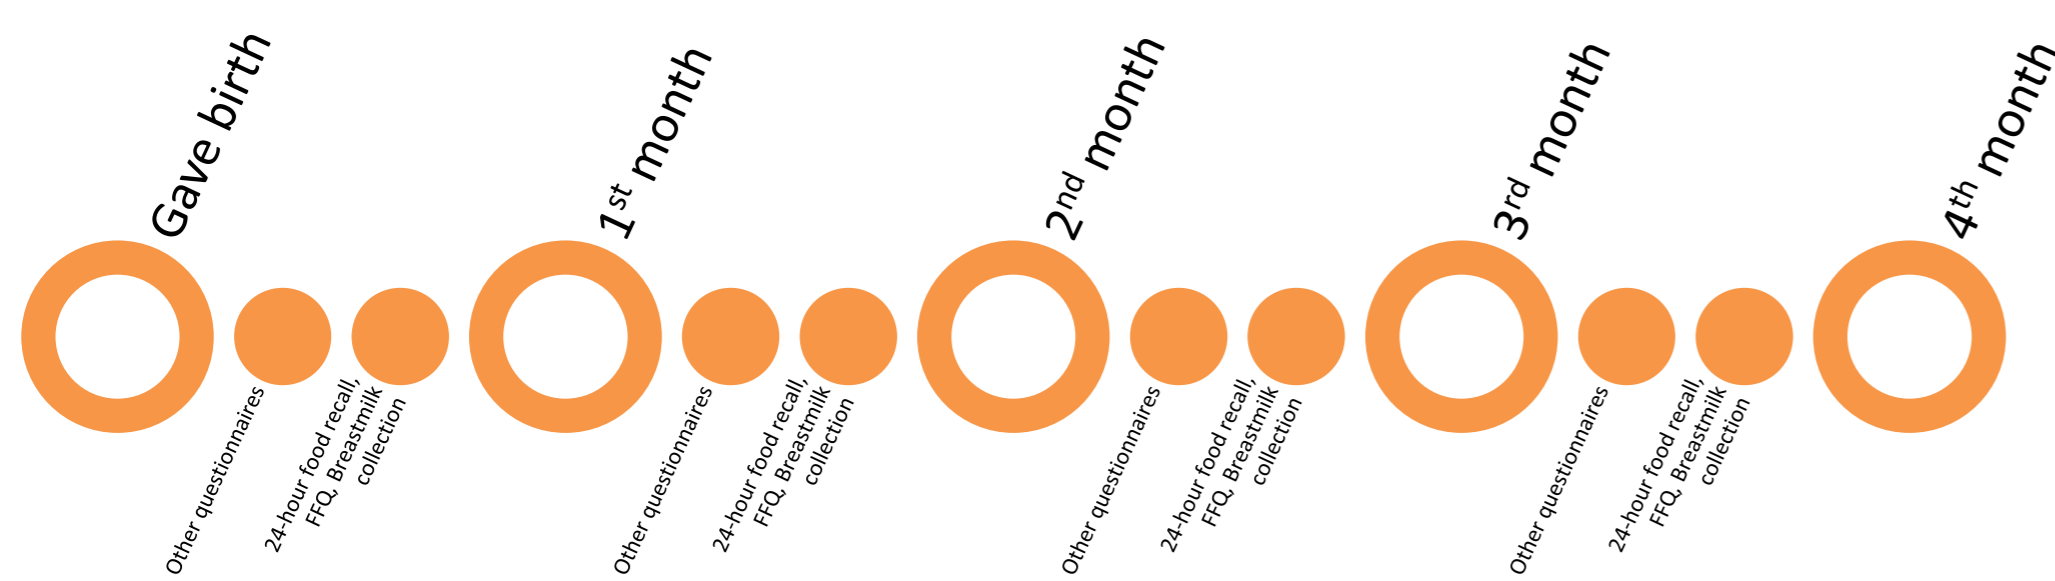 Gave birth
Other questionnaires
24-hour food recall,
FFQ, Breastmilk
collection
1st month
Other questionnaires
24-hour food recall,
FFQ, Breastmilk
collection
2nd month
Other questionnaires
24-hour food recall,
FFQ, Breastmilk
collection
3rd month
Other questionnaires
24-hour food recall,
FFQ, Breastmilk
collection
4th month